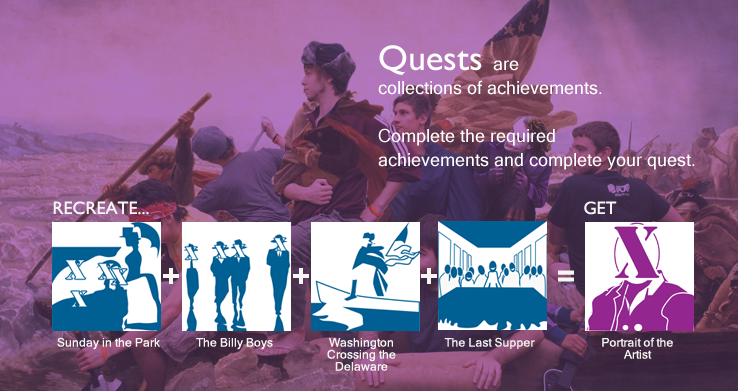 Quests are
collections of achievements.
Complete the required
achievements and complete your quest.
RECREATE...
GET
X
X X
X
X X X X
+
+
+
=
X
Sunday in the Park
The Billy Boys
Washington
Crossing the
Delaware
The Last Supper
Portrait of the
Artist